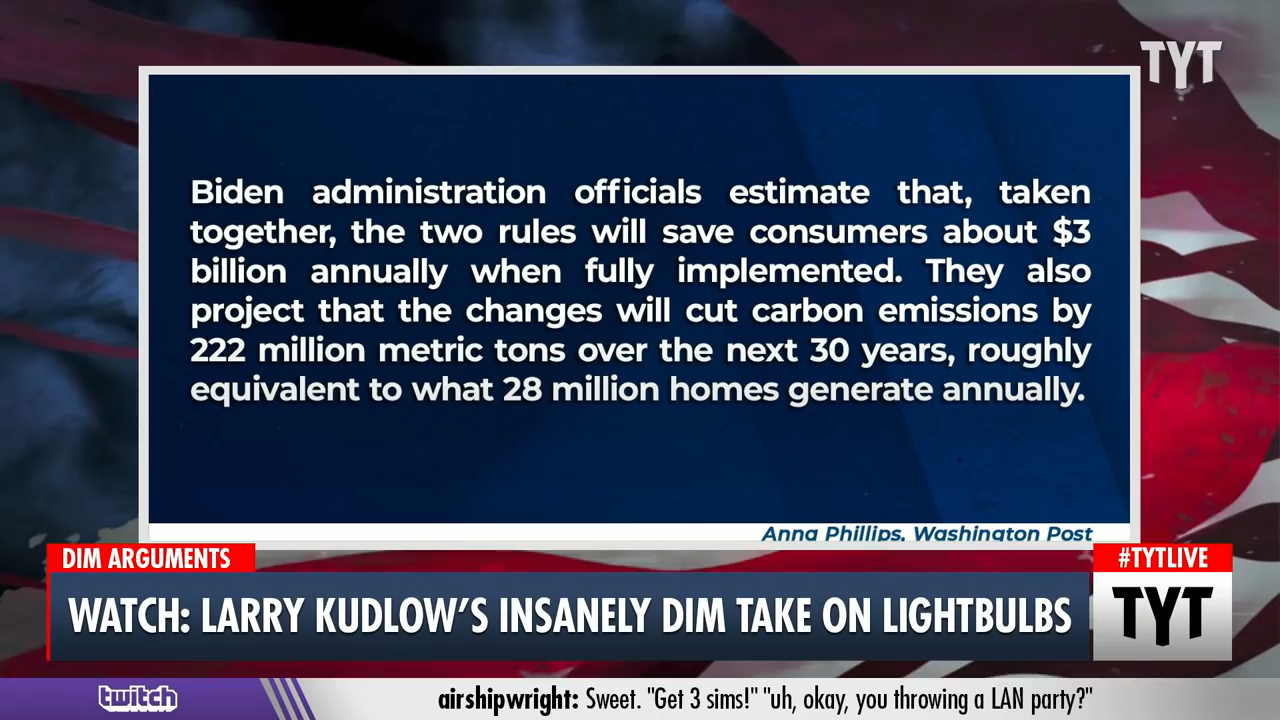 TYT
Biden administration officials estimate that, taken
together, the two rules will save consumers about $3
billion annually when fully implemented. They also
project that the changes will cut carbon emissions by
222 million metric tons over the next 30 years, roughly
equivalent to what 28 million homes generate annually.
Anna Phillips, Washington Post
DIM ARGUMENTS
#TYTLIVE
WATCH: LARRY KUDLOW'S INSANELY DIM TAKE ON LIGHTBULBS
TYT
twitch
airshipwright: Sweet. "Get 3 sims!" "uh, okay, you throwing a LAN party?"